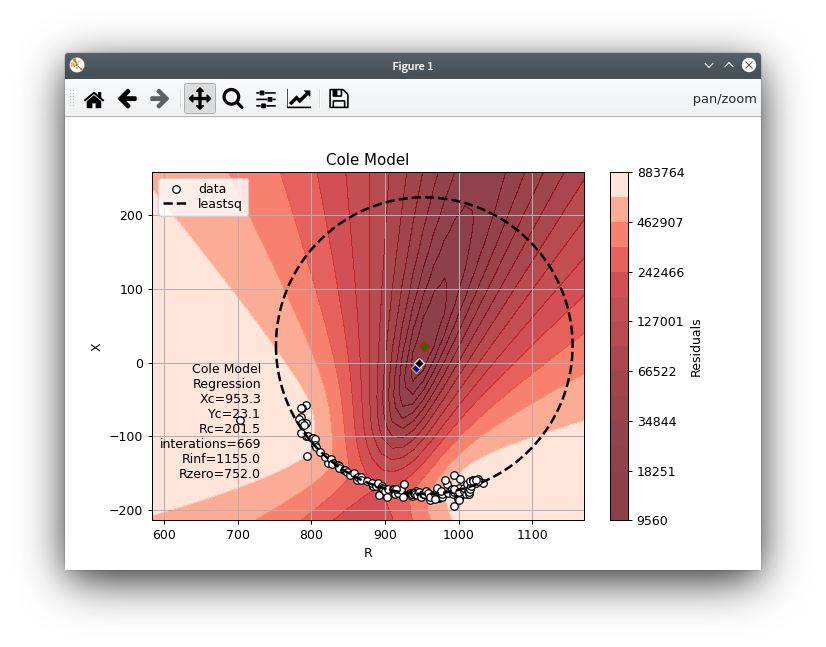 Figure 1
pan/zoom
Cole Model
data
leastsq
200
100
0
−100
−200
X
600
700
800
900
1000
1100
R
Cole Model
Regression
Xc=953.3
Yc=23.1
Rc=201.5
interations=669
Rinf=1155.0
Rzero=752.0
883764
462907
242466
127001
66522
34844
18251
9560
Residuals